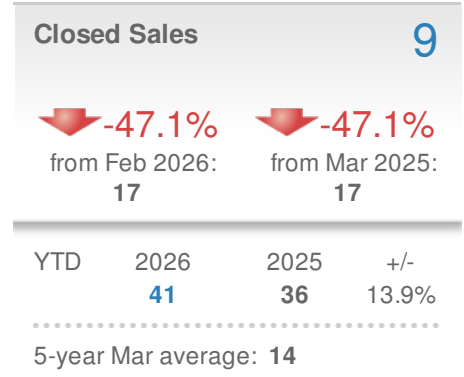 Closed Sales 9
-47.1% -47.1%
from Feb 2026: from Mar 2025:
17 17
YTD 2026 2025 +/-
41 36 13.9%
5-year Mar average: 14